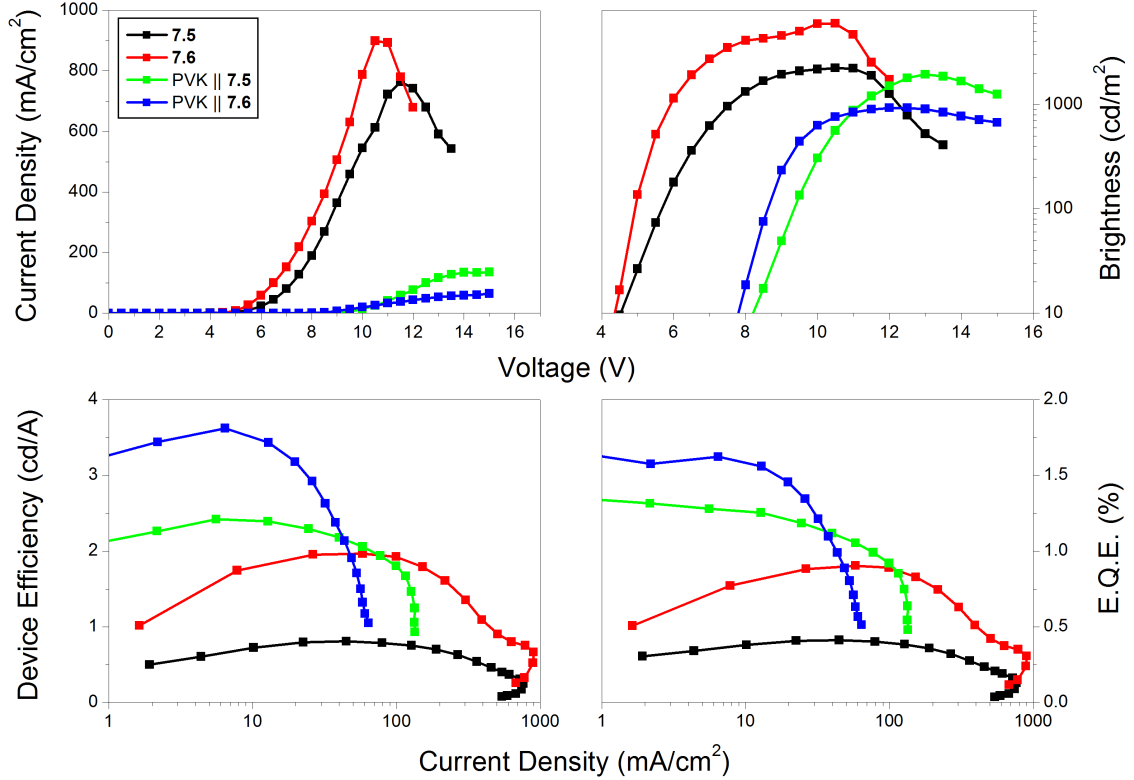 1000
800
600
400
200
0
Current Density (mA/cm²)
7.5
7.6
PVK || 7.5
PVK || 7.6
0 2 4 6 8 10 12 14 16
1000
100
10
Brightness (cd/m²)
4 6 8 10 12 14 16
Voltage (V)
4
3
2
1
0
Device Efficiency (cd/A)
1 10 100 1000
2.0
1.5
1.0
0.5
0.0
E.Q.E. (%)
1 10 100 1000
Current Density (mA/cm²)